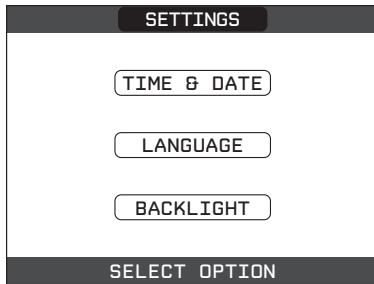 SETTINGS
TIME & DATE
LANGUAGE
BACKLIGHT
SELECT OPTION